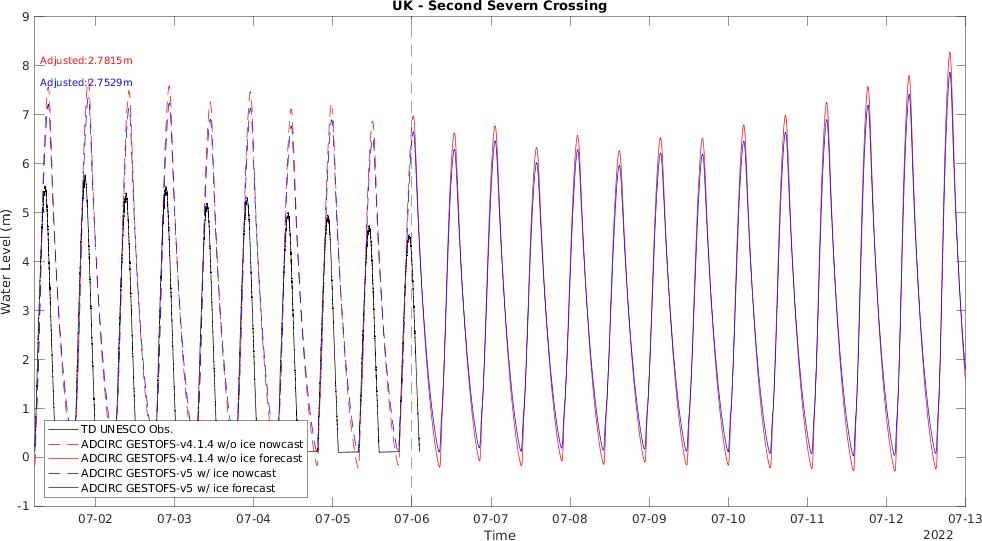 UK - Second Severn Crossing
9
8
7
6
5
4
3
2
1
0
-1
Water Level (m)
Adjusted:2.7815m
Adjusted:2.7529m
TD UNESCO Obs.
ADCIRC GESTOFS-v4.1.4 w/o ice nowcast
ADCIRC GESTOFS-v4.1.4 w/o ice forecast
ADCIRC GESTOFS-v5 w/ ice nowcast
ADCIRC GESTOFS-v5 w/ ice forecast
07-02 07-03 07-04 07-05 07-06 07-07 07-08 07-09 07-10 07-11 07-12 07-13
Time
2022